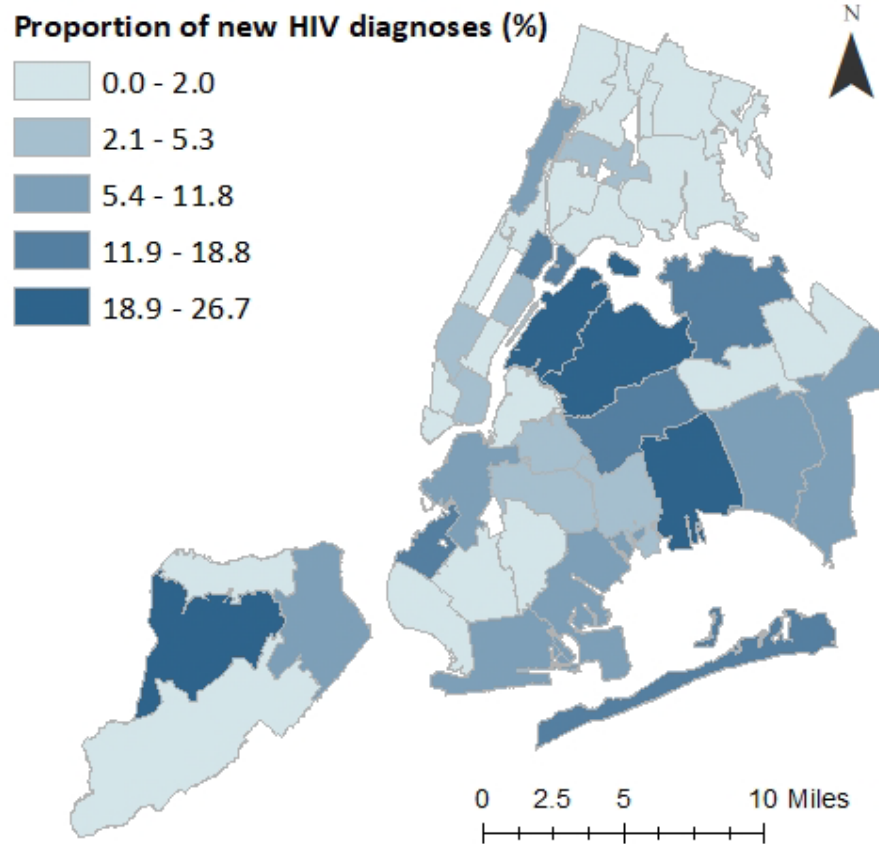 Proportion of new HIV diagnoses (%)
0.0 - 2.0
2.1 - 5.3
5.4 - 11.8
11.9 - 18.8
18.9 - 26.7
N
0 2.5 5 10 Miles